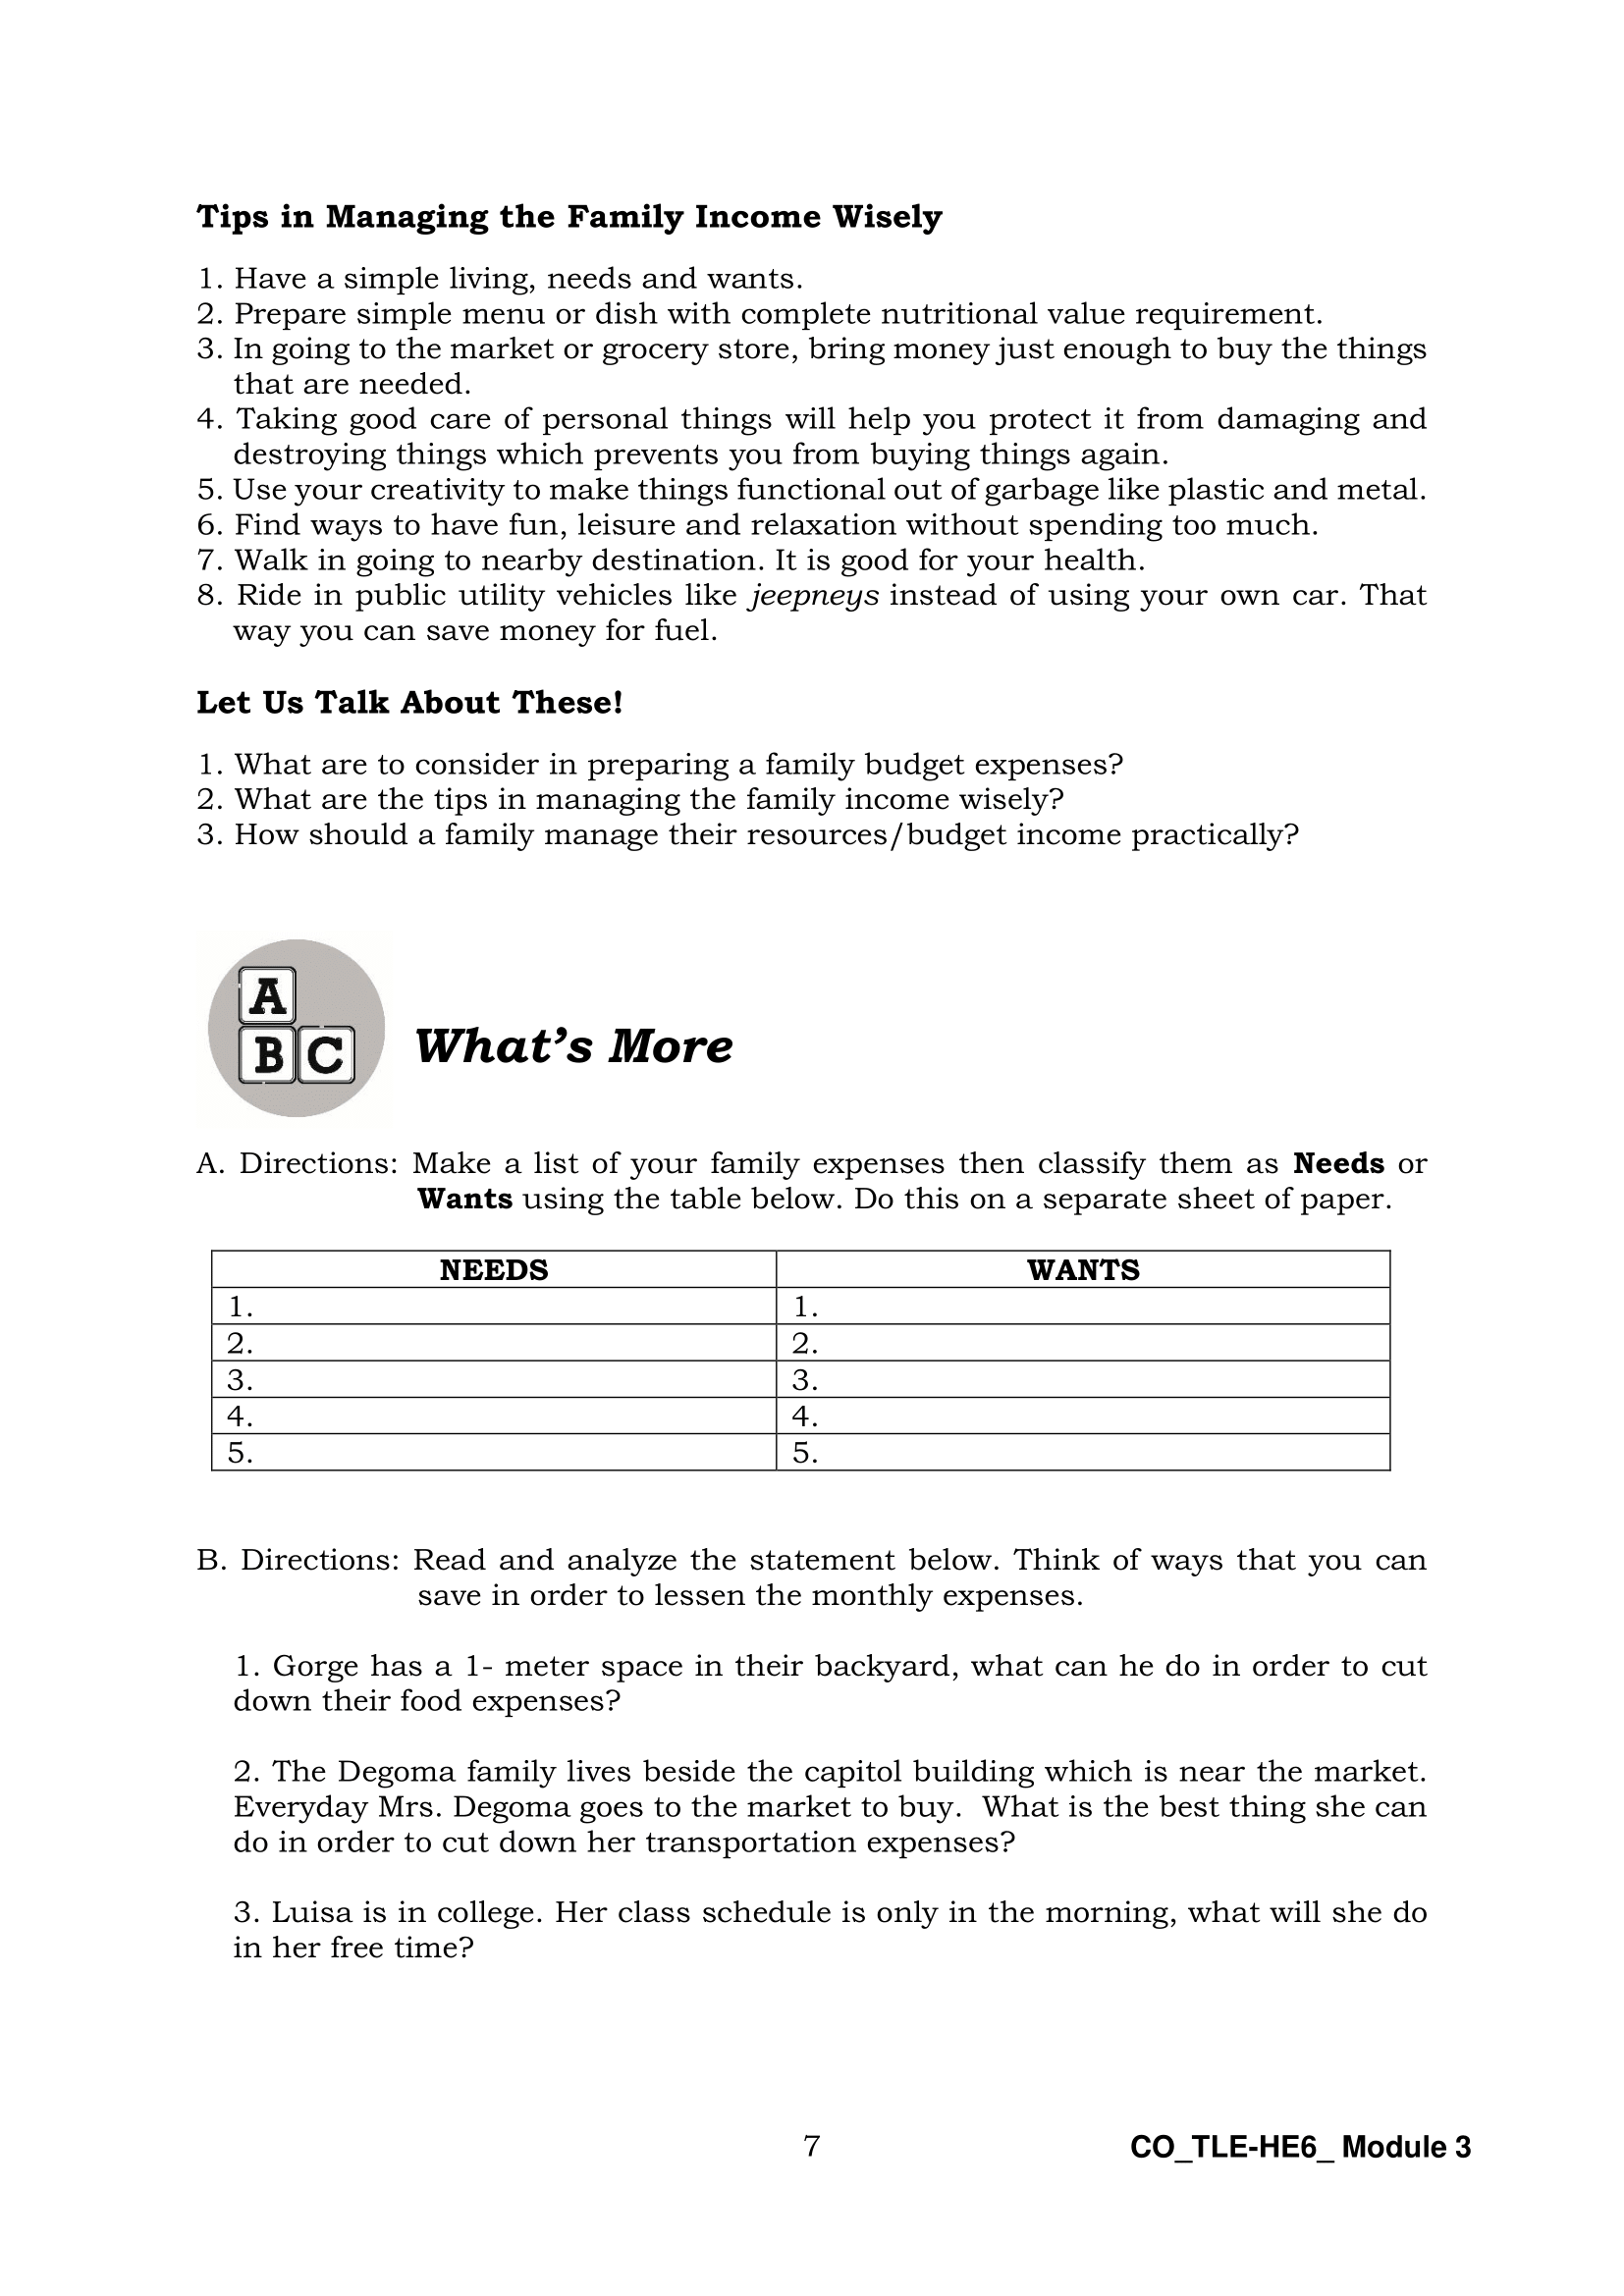 Tips in Managing the Family Income Wisely
1. Have a simple living, needs and wants.
2. Prepare simple menu or dish with complete nutritional value requirement.
3. In going to the market or grocery store, bring money just enough to buy the things
that are needed.
4. Taking good care of personal things will help you protect it from damaging and
destroying things which prevents you from buying things again.
5. Use your creativity to make things functional out of garbage like plastic and metal.
6. Find ways to have fun, leisure and relaxation without spending too much.
7. Walk in going to nearby destination. It is good for your health.
8. Ride in public utility vehicles like jeepneys instead of using your own car. That
way you can save money for fuel.
Let Us Talk About These!
1. What are to consider in preparing a family budget expenses?
2. What are the tips in managing the family income wisely?
3. How should a family manage their resources/budget income practically?
A
B C
What's More
A. Directions: Make a list of your family expenses then classify them as Needs or
Wants using the table below. Do this on a separate sheet of paper.
NEEDS WANTS
1. 1.
2. 2.
3. 3.
4. 4.
5. 5.
B. Directions: Read and analyze the statement below. Think of ways that you can
save in order to lessen the monthly expenses.
1. Gorge has a 1- meter space in their backyard, what can he do in order to cut
down their food expenses?
2. The Degoma family lives beside the capitol building which is near the market.
Everyday Mrs. Degoma goes to the market to buy.  What is the best thing she can
do in order to cut down her transportation expenses?
3. Luisa is in college. Her class schedule is only in the morning, what will she do
in her free time?
7
CO_TLE-HE6_ Module 3